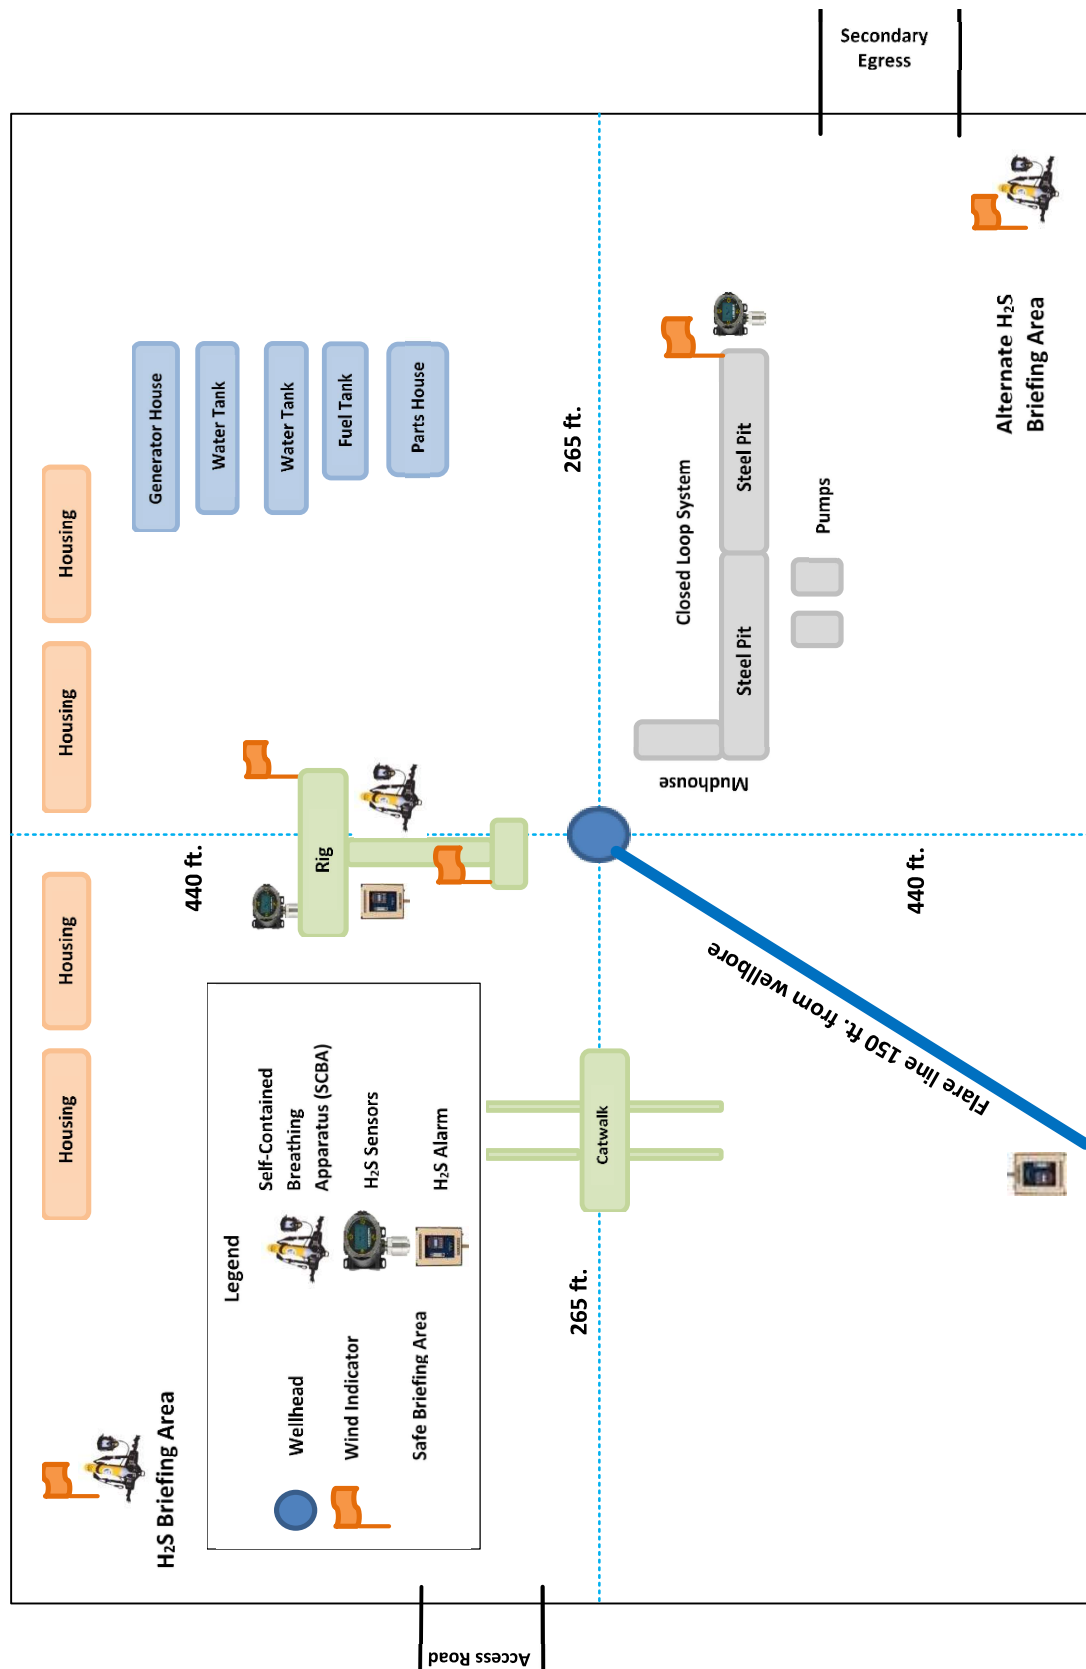 Secondary
Egress
Alternate H₂S
Briefing Area
Generator House
Water Tank
Water Tank
Fuel Tank
Parts House
265 ft.
Closed Loop System
Steel Pit
Steel Pit
Pumps
Mudhouse
Housing
Housing
Housing
Housing
440 ft.
Rig
440 ft.
Flare line 150 ft. from wellbore
Catwalk
265 ft.
Legend
Self-Contained
Breathing
Apparatus (SCBA)
H₂S Sensors
H₂S Alarm
Wellhead
Wind Indicator
Safe Briefing Area
H₂S Briefing Area
Access Road